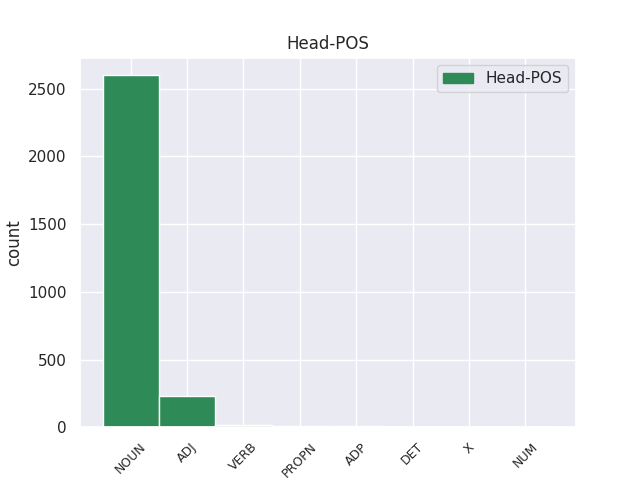 Head-POS
Head-POS
2500
2000
1500
1000
500
0
count
NOUN
ADJ
VERB
PROPN
ADP
DET
X
NUM